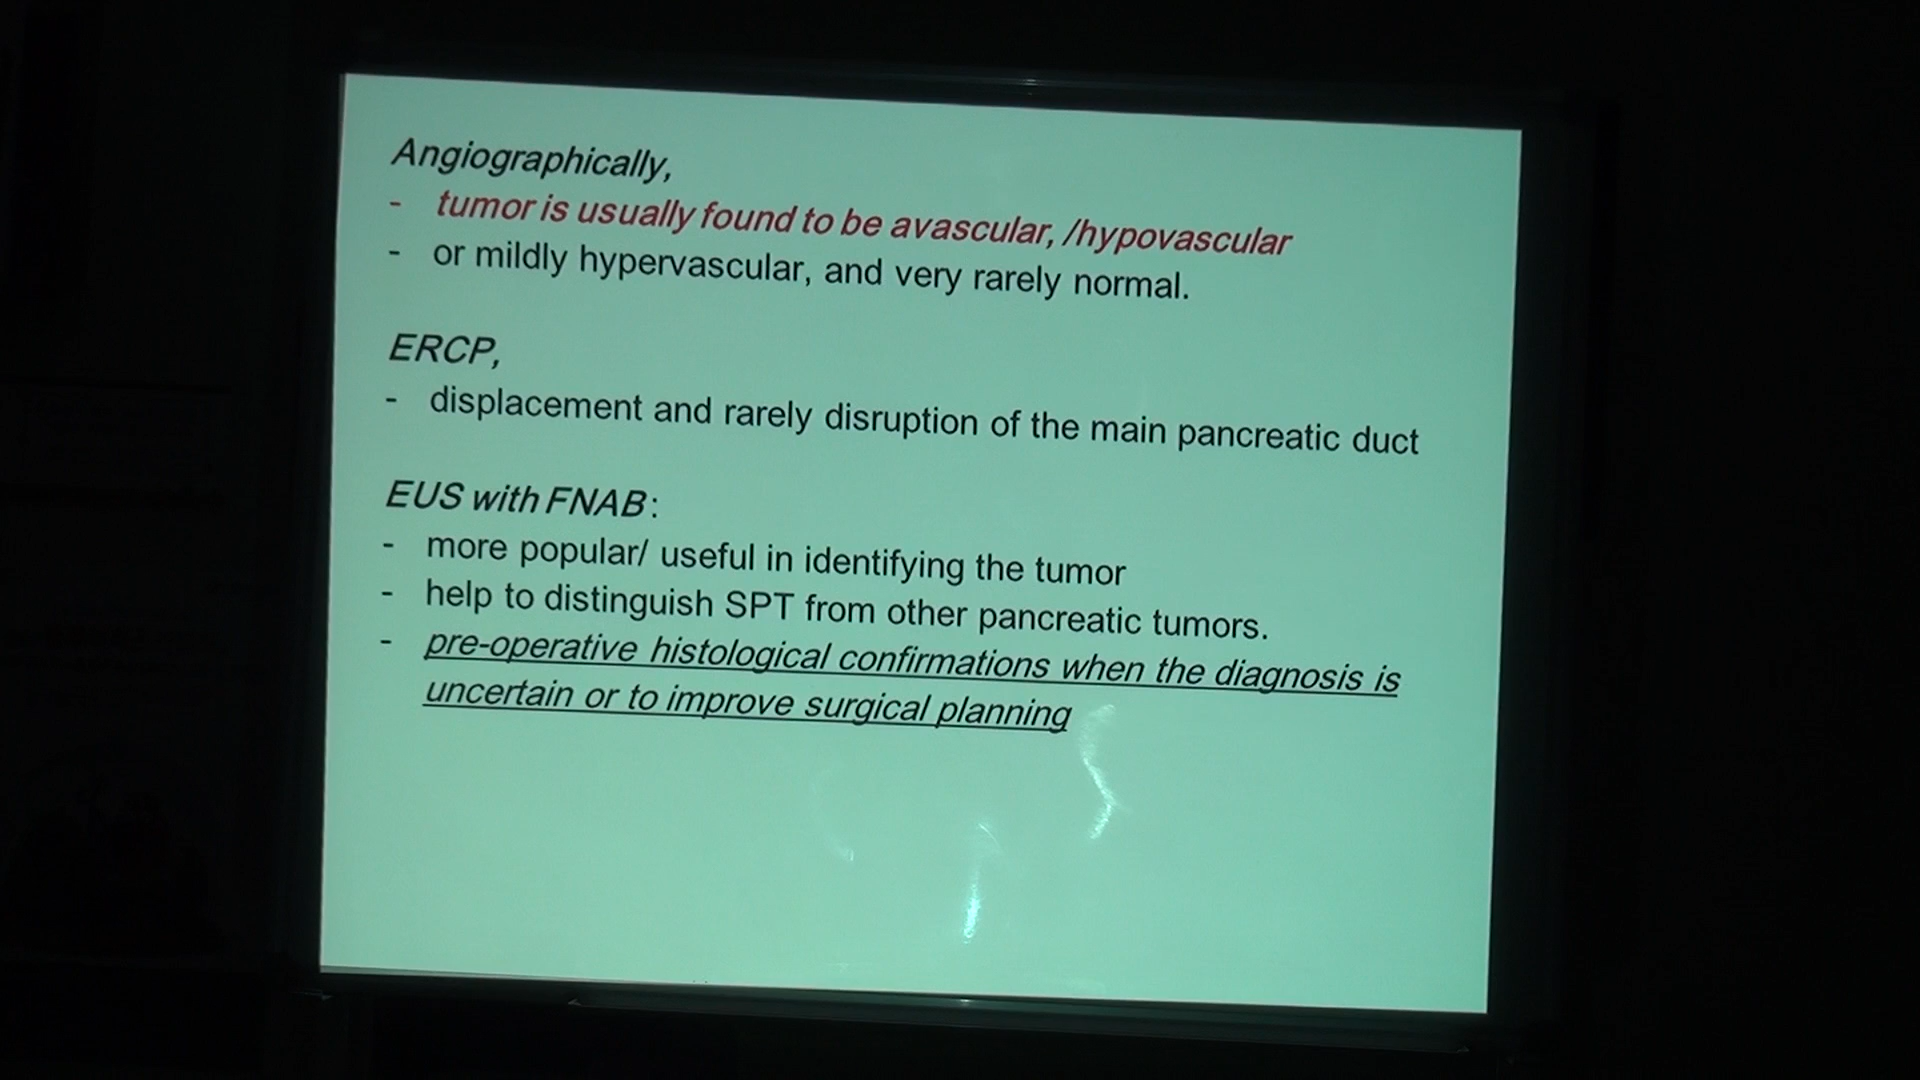 Angiographically,
- tumor is usually found to be avascular, /hypovascular
- or mildly hypervascular, and very rarely normal.
ERCP,
- displacement and rarely disruption of the main pancreatic duct
EUS with FNAB :
- more popular/ useful in identifying the tumor
- help to distinguish SPT from other pancreatic tumors.
- pre-operative histological confirmations when the diagnosis is
uncertain or to improve surgical planning